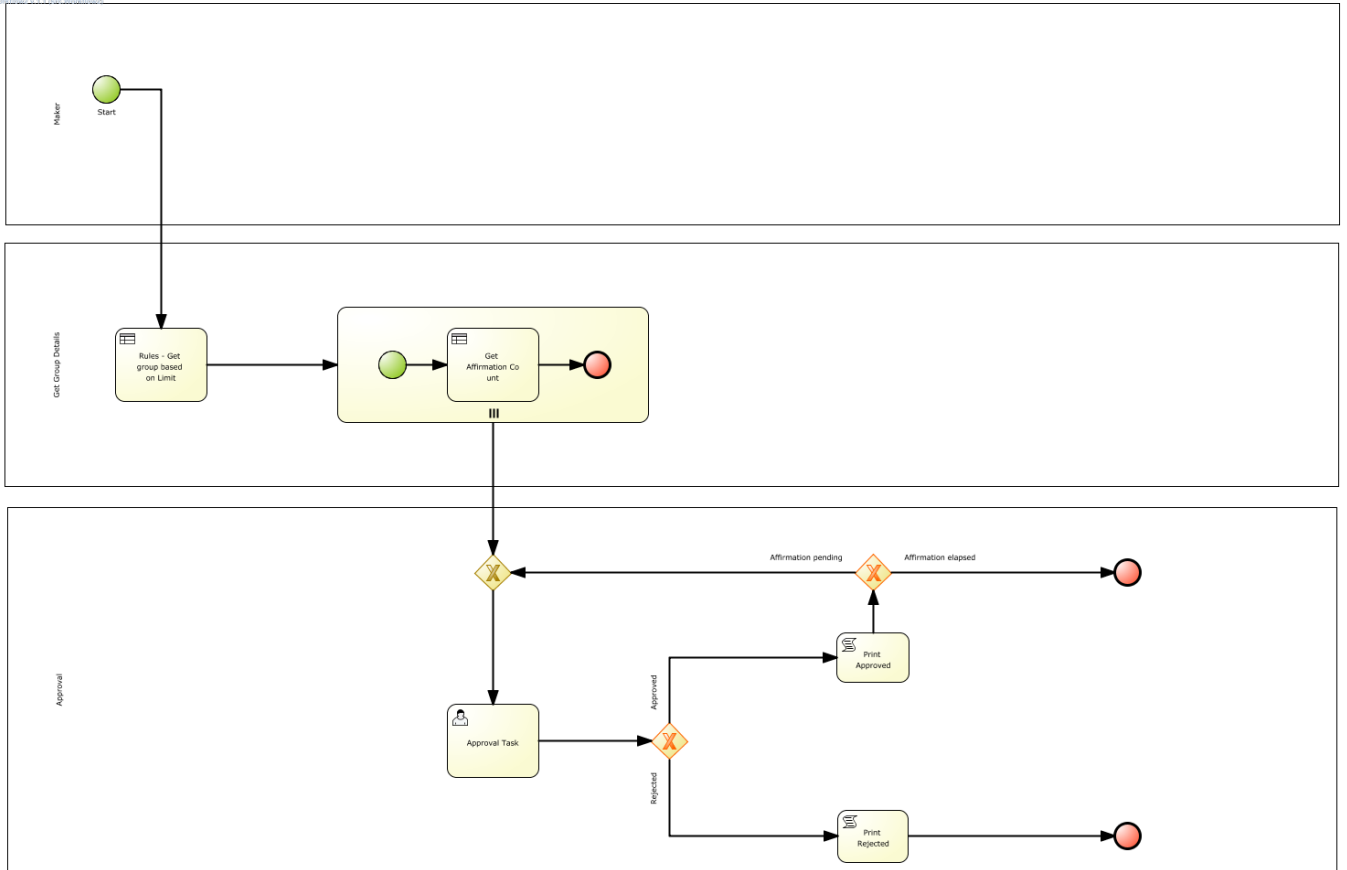 Maker
Start
Get Group Details
Rules - Get
group based
on Limit
Get
Affirmation Co
unt
Approval
Affirmation pending
Affirmation elapsed
Print
Approved
Approved
Approval Task
Rejected
Print
Rejected